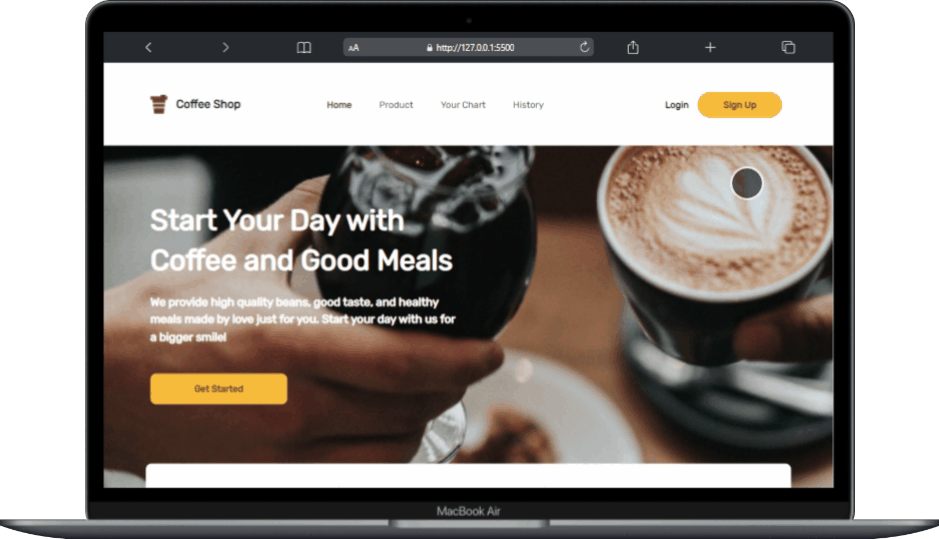 AA http://127.0.0.1:5500
Coffee Shop Home Product Your Chart History Login Sign Up
Start Your Day with
Coffee and Good Meals
We provide high quality beans, good taste, and healthy
meals made by love just for you. Start your day with us for
a bigger smile!
Get Started
MacBook Air